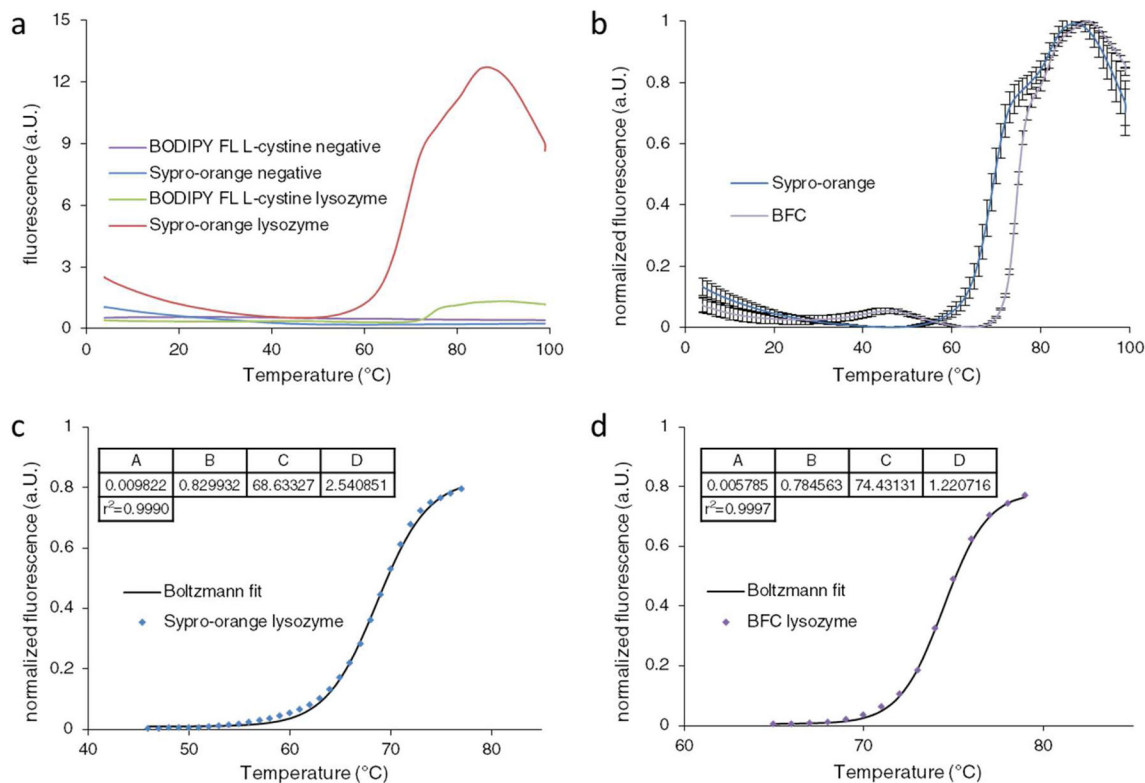 a
15
12
9
6
3
0
fluorescence (a.U.)
BODIPY FL L-cystine negative
Sypro-orange negative
BODIPY FL L-cystine lysozyme
Sypro-orange lysozyme
0 20 40 60 80 100
Temperature (°C)
b
1
0.8
0.6
0.4
0.2
0
normalized fluorescence (a.U.)
Sypro-orange
BFC
0 20 40 60 80 100
Temperature (°C)
c
1
0.8
0.6
0.4
0.2
0
normalized fluorescence (a.U.)
A B C D
0.009822 0.829932 68.63327 2.540851
r²=0.9990
Boltzmann fit
Sypro-orange lysozyme
40 50 60 70 80
Temperature (°C)
d
1
0.8
0.6
0.4
0.2
0
normalized fluorescence (a.U.)
A B C D
0.005785 0.784563 74.43131 1.220716
r²=0.9997
Boltzmann fit
BFC lysozyme
60 70 80
Temperature (°C)